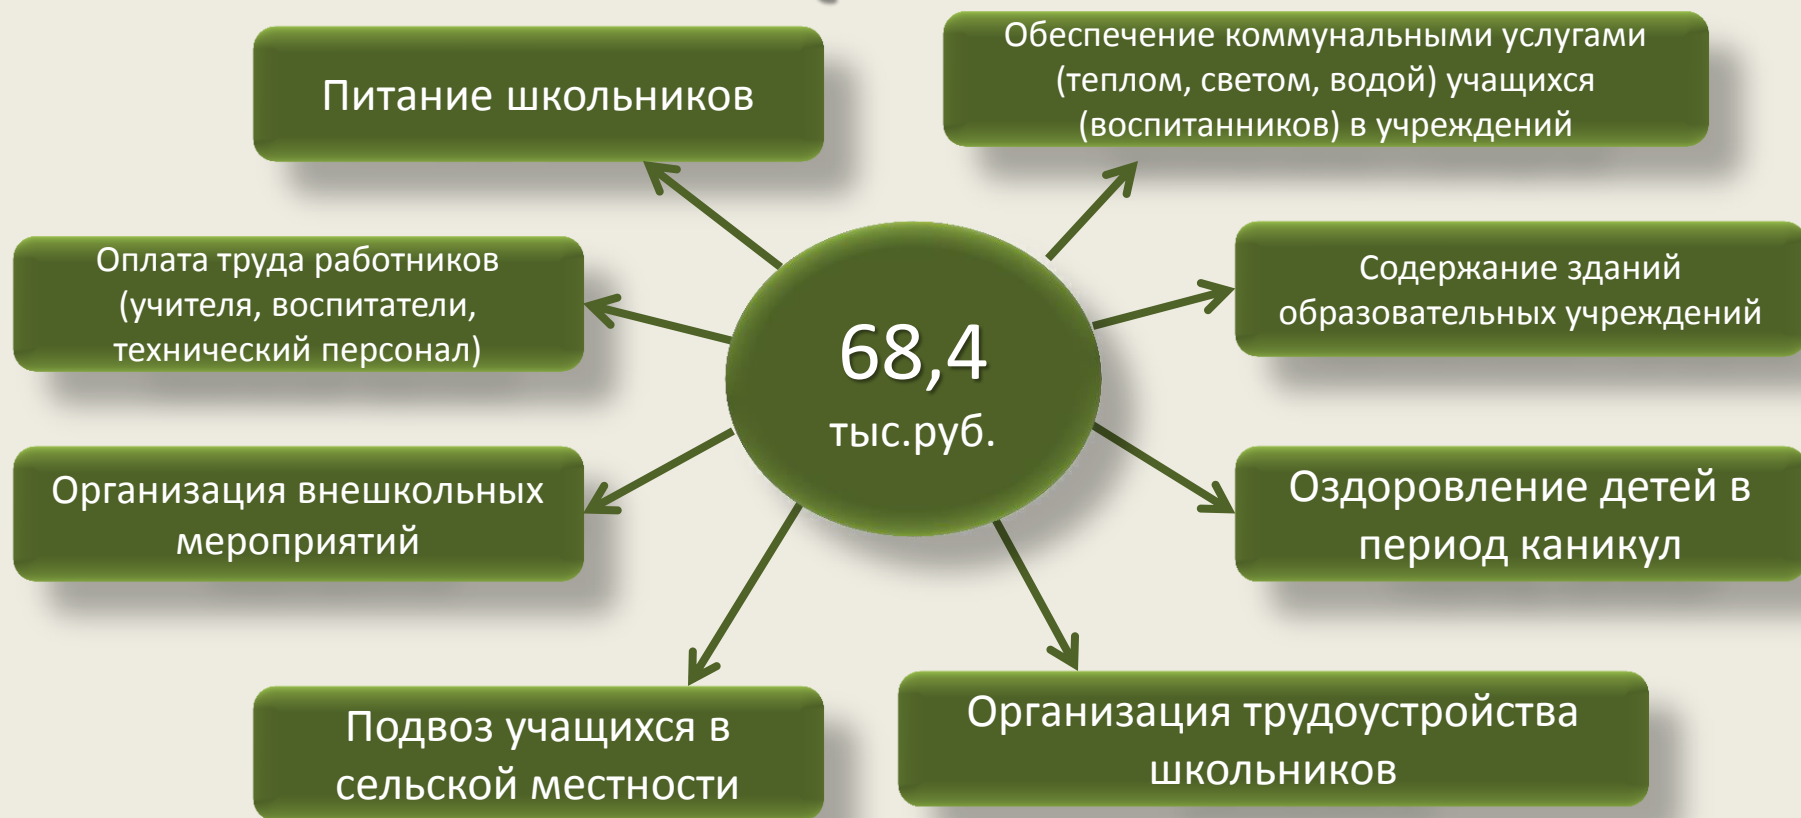 Питание школьников
Обеспечение коммунальными услугами
(теплом, светом, водой) учащихся
(воспитанников) в учреждений
Оплата труда работников
(учителя, воспитатели,
технический персонал)
Содержание зданий
образовательных учреждений
68,4
тыс.руб.
Организация внешкольных
мероприятий
Оздоровление детей в
период каникул
Подвоз учащихся в
сельской местности
Организация трудоустройства
школьников